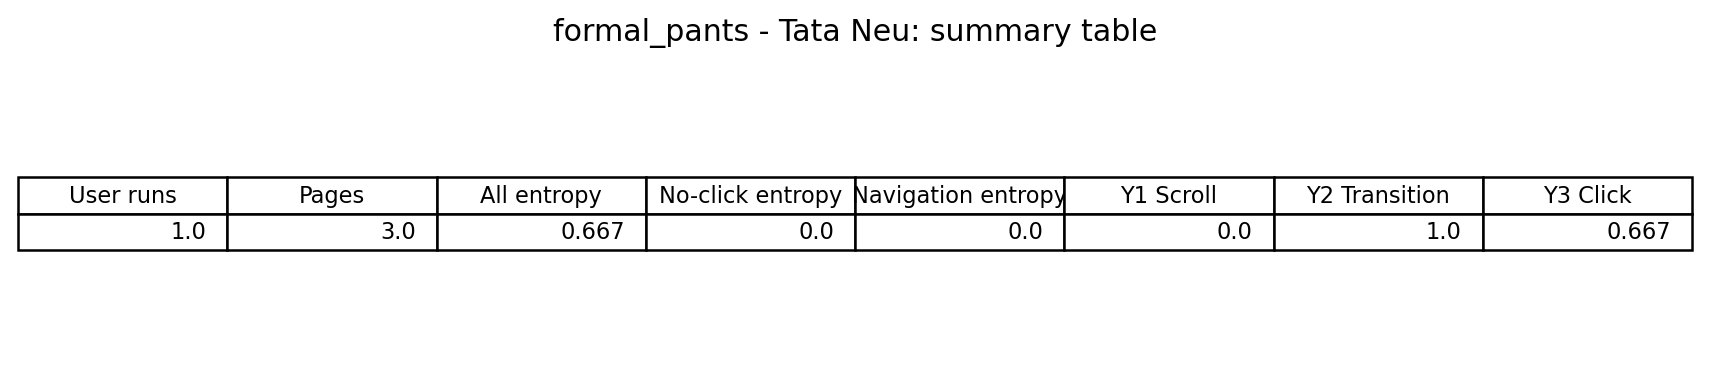 formal_pants - Tata Neu: summary table
User runs Pages All entropy No-click entropy Navigation entropy Y1 Scroll Y2 Transition Y3 Click
1.0 3.0 0.667 0.0 0.0 0.0 1.0 0.667